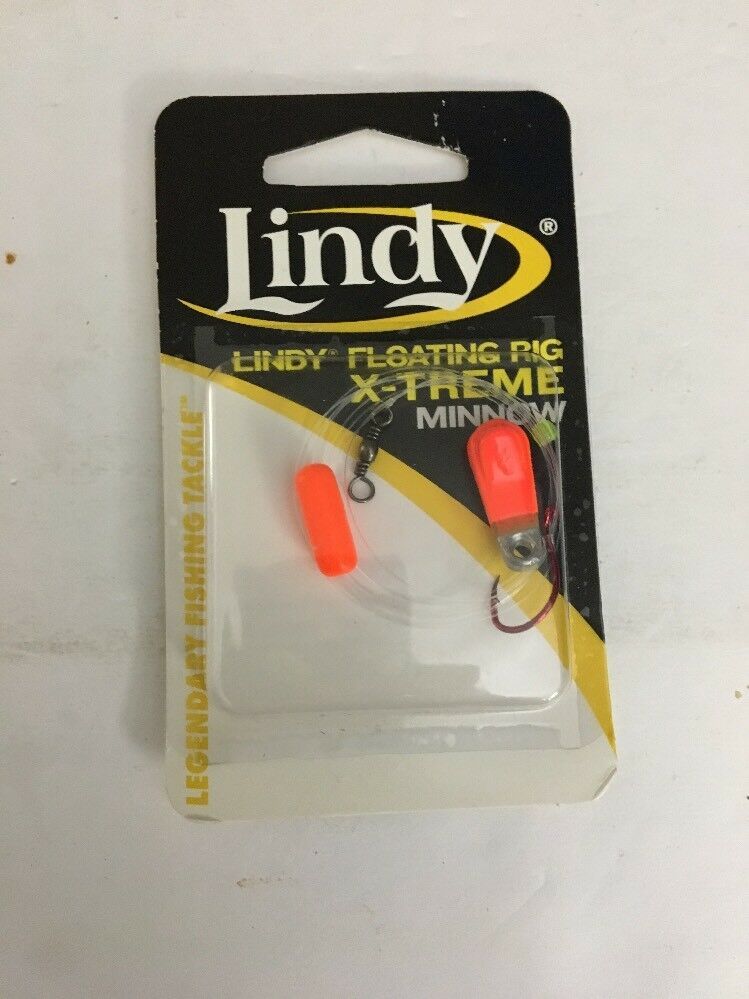 Lindy®
LINDY® FLOATING RIG
X-TREME
MINNOW
LEGENDARY FISHING TACKLE™